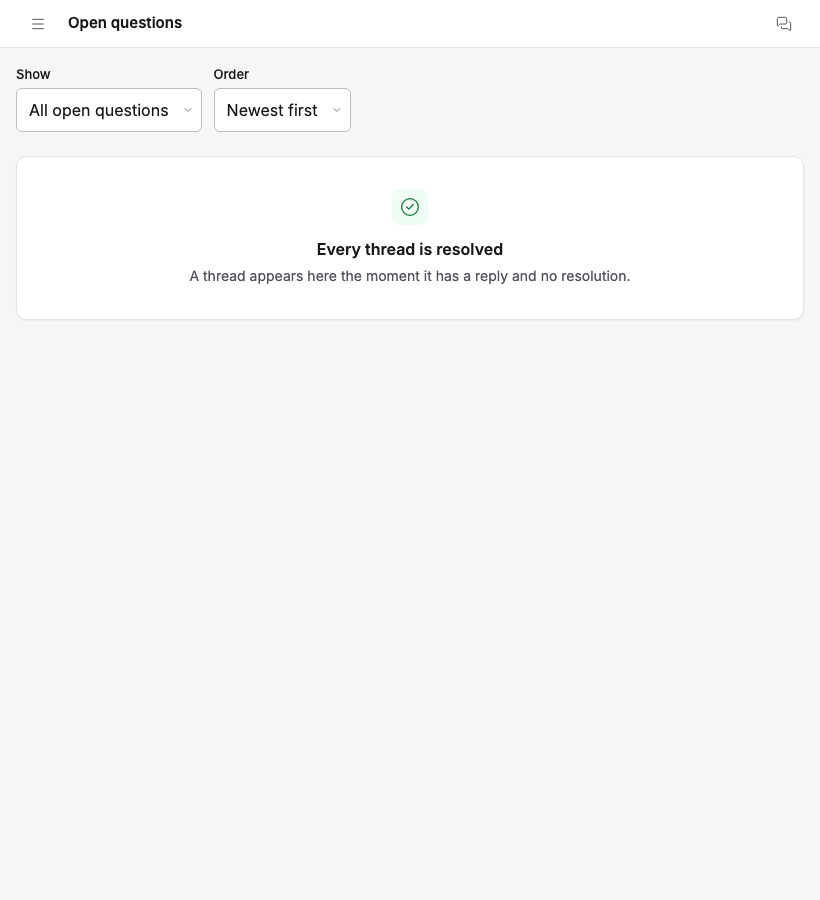 Open questions
Show
Order
All open questions
Newest first
Every thread is resolved
A thread appears here the moment it has a reply and no resolution.